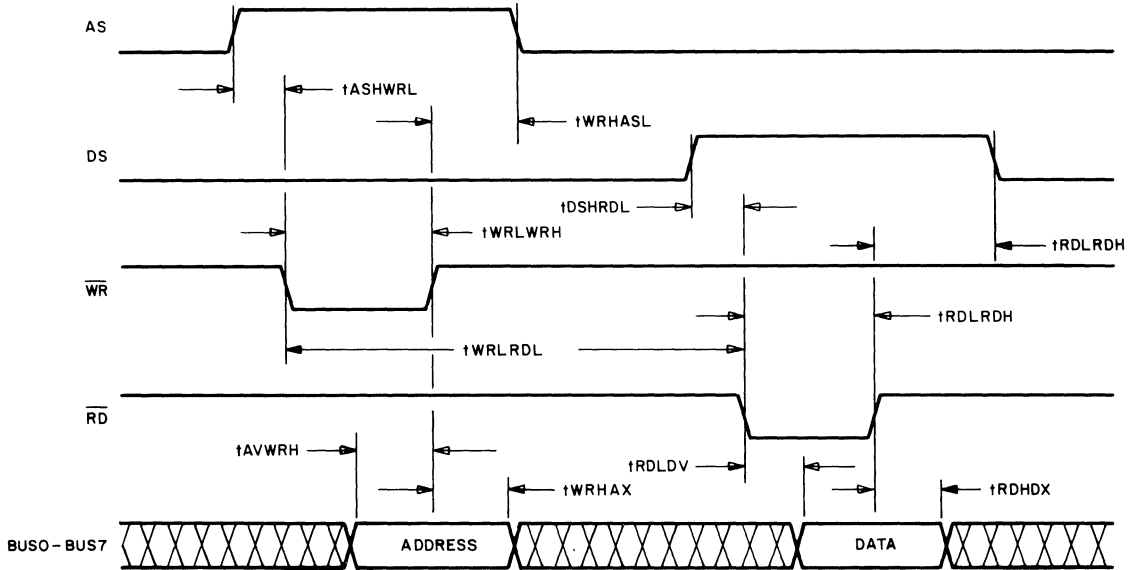 AS
tASHWRL
tWRHASL
DS
tDSHRDL
tWRLWRH
tRDLRDH
WR
tRDLRDH
tWRLRDL
RD
tAVWRH
tRDLDV
tWRHAX
tRDHDX
BUS0-BUS7
ADDRESS
DATA